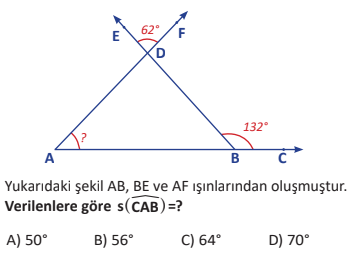 E 62° F
D
?
132°
A B C
Yukarıdaki şekil AB, BE ve AF ışınlarından oluşmuştur.
Verilenlere göre s(CAB)=?
A) 50° B) 56° C) 64° D) 70°